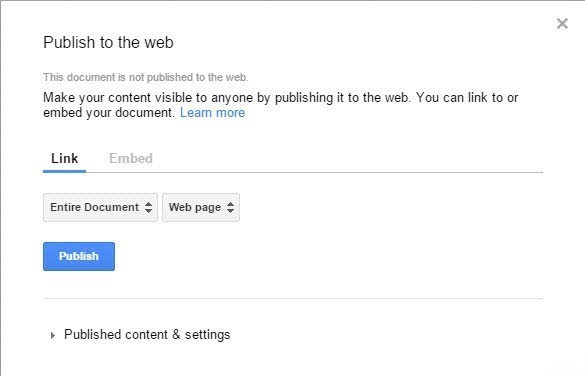 Publish to the web
This document is not published to the web.
Make your content visible to anyone by publishing it to the web. You can link to or
embed your document. Learn more
Link Embed
Entire Document Web page
Publish
Published content & settings